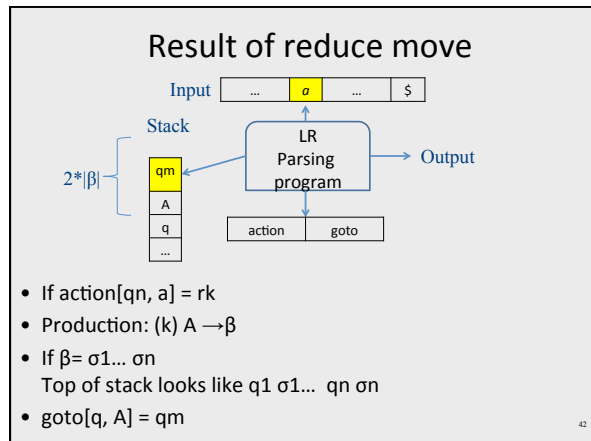 Result of reduce move
Input … a … $
Stack
LR
Parsing
program
Output
2*|β|
qm
A
q
…
action goto
• If action[qn, a] = rk
• Production: (k) A →β
• If β= σ1… σn
Top of stack looks like q1 σ1… qn σn
• goto[q, A] = qm
42